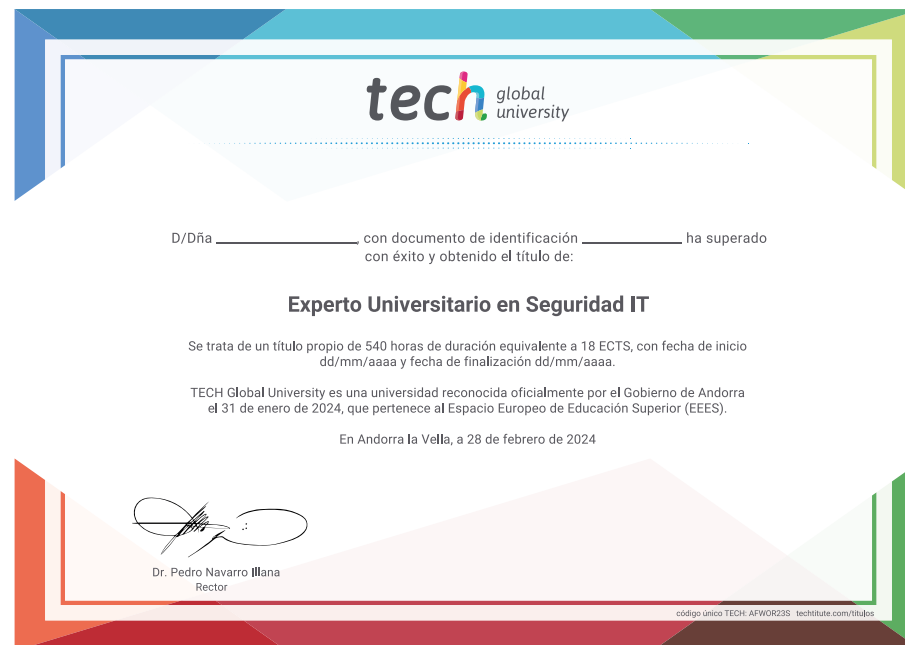 tech global university
D/Dña ____________________, con documento de identificación ______________ ha superado
con éxito y obtenido el título de:
Experto Universitario en Seguridad IT
Se trata de un título propio de 540 horas de duración equivalente a 18 ECTS, con fecha de inicio
dd/mm/aaaa y fecha de finalización dd/mm/aaaa.
TECH Global University es una universidad reconocida oficialmente por el Gobierno de Andorra
el 31 de enero de 2024, que pertenece al Espacio Europeo de Educación Superior (EEES).
En Andorra la Vella, a 28 de febrero de 2024
Dr. Pedro Navarro Illana
Rector
código único TECH: AFWOR23S techtitute.com/titulos